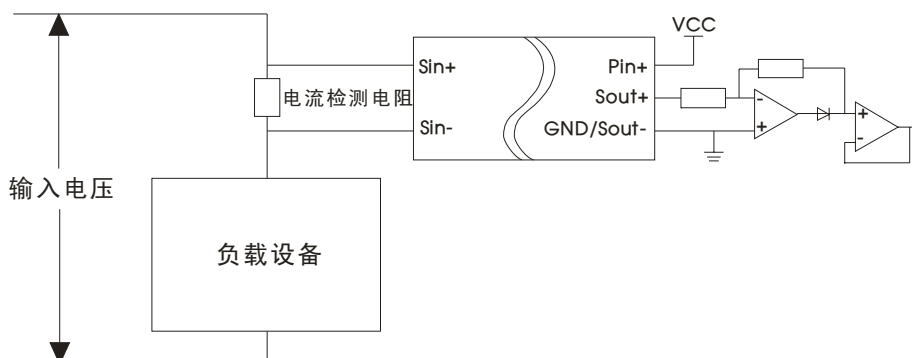 VCC
Sin+
Pin+
电流检测电阻
Sout+
Sin-
GND/Sout-
-
+
+
-
输入电压
负载设备